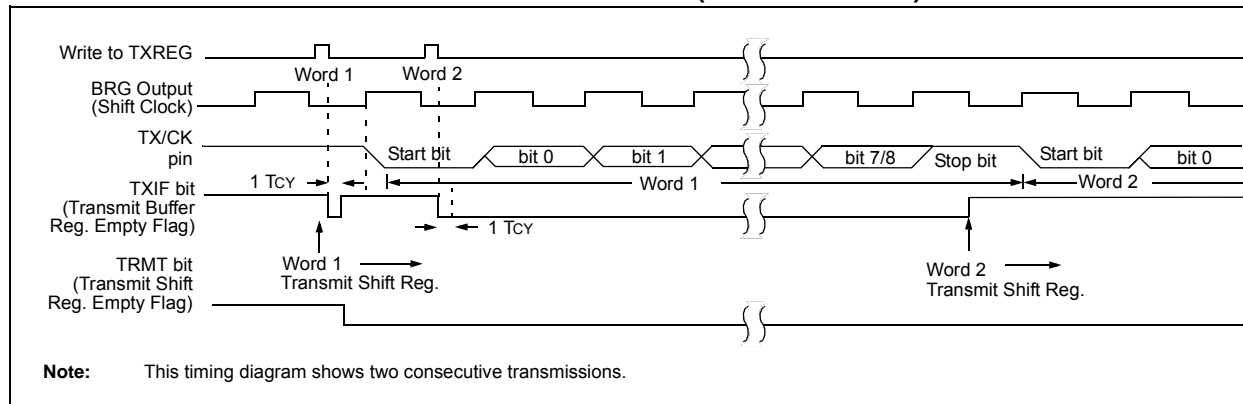 Write to TXREG
Word 1
Word 2
BRG Output
(Shift Clock)
TX/CK
pin
Start bit
bit 0
bit 1
bit 7/8
Stop bit
Start bit
bit 0
1 TCY
Word 1
Word 2
TXIF bit
(Transmit Buffer
Reg. Empty Flag)
1 TCY
TRMT bit
(Transmit Shift
Reg. Empty Flag)
Word 1
Transmit Shift Reg.
Word 2
Transmit Shift Reg.
Note: This timing diagram shows two consecutive transmissions.